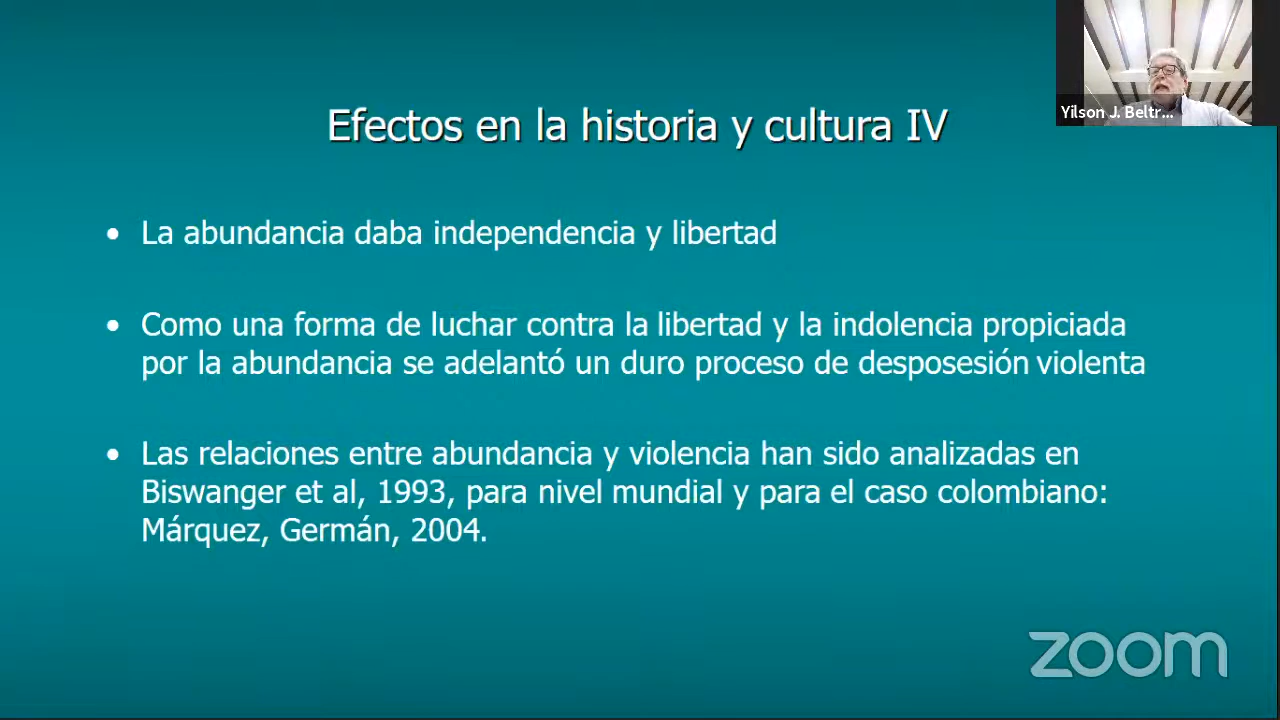 Yilson J. Beltr...
Efectos en la historia y cultura IV
• La abundancia daba independencia y libertad
• Como una forma de luchar contra la libertad y la indolencia propiciada
por la abundancia se adelantó un duro proceso de desposesión violenta
• Las relaciones entre abundancia y violencia han sido analizadas en
Biswanger et al, 1993, para nivel mundial y para el caso colombiano:
Márquez, Germán, 2004.
zoom